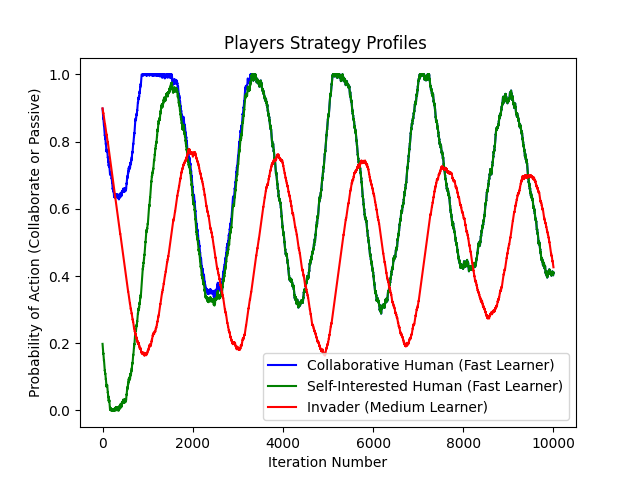 Players Strategy Profiles
Probability of Action (Collaborate or Passive)
1.0
0.8
0.6
0.4
0.2
0.0
Collaborative Human (Fast Learner)
Self-Interested Human (Fast Learner)
Invader (Medium Learner)
0 2000 4000 6000 8000 10000
Iteration Number